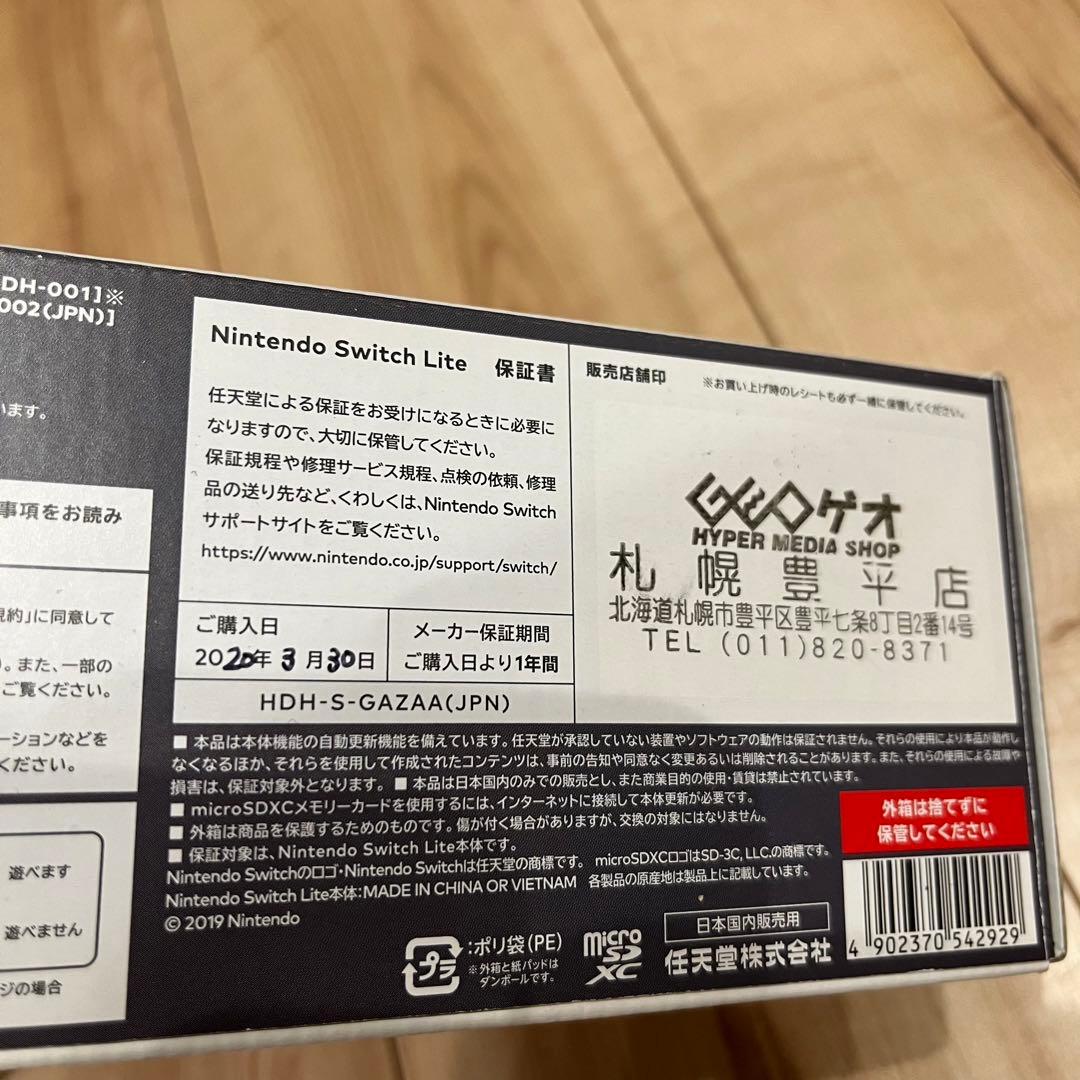 DH-001]※
002(JPN)]
います。
事項をお読み
規約」に同意して
。また、一部の
ご覧ください。
ーションなどを
ください。
遊べます
遊べません
ジの場合
Nintendo Switch Lite 保証書
任天堂による保証をお受けになるときに必要に
なりますので、大切に保管してください。
保証規程や修理サービス規程、点検の依頼、修理
品の送り先など、くわしくは、Nintendo Switch
サポートサイトをご覧ください。
https://www.nintendo.co.jp/support/switch/
ご購入日
2020年 3月30日
メーカー保証期間
ご購入日より1年間
HDH-S-GAZAA(JPN)
販売店舗印
※お買い上げ時のレシートも必ず一緒に保管してください。
GEOゲオ
HYPER MEDIA SHOP
札幌豊平店
北海道札幌市豊平区豊平七条8丁目2番14号
TEL (011)820-8371
■ 本品は本体機能の自動更新機能を備えています。任天堂が承認していない装置やソフトウェアの動作は保証されません。それらの使用により本品が動作し
なくなるほか、それらを使用して作成されたコンテンツは、事前の告知や同意なく変更あるいは削除されることがあります。また、それらの使用による故障や
損害は、保証対象外となります。 ■ 本品は日本国内のみでの販売とし、また商業目的の使用・賃貸は禁止されています。
■ microSDXCメモリーカードを使用するには、インターネットに接続して本体更新が必要です。
■ 外箱は商品を保護するためのものです。傷が付く場合がありますが、交換の対象にはなりません。
■ 保証対象は、Nintendo Switch Lite本体です。
Nintendo Switchのロゴ・Nintendo Switchは任天堂の商標です。 microSDXCロゴはSD-3C, LLC.の商標です。
Nintendo Switch Lite本体：MADE IN CHINA OR VIETNAM 各製品の原産地は製品上に記載しています。
© 2019 Nintendo
外箱は捨てずに
保管してください
プラ
:ポリ袋(PE)
※外箱と紙パッドは
ダンボールです。
micro
SD
XC
日本国内販売用
任天堂株式会社
4 902370 542929